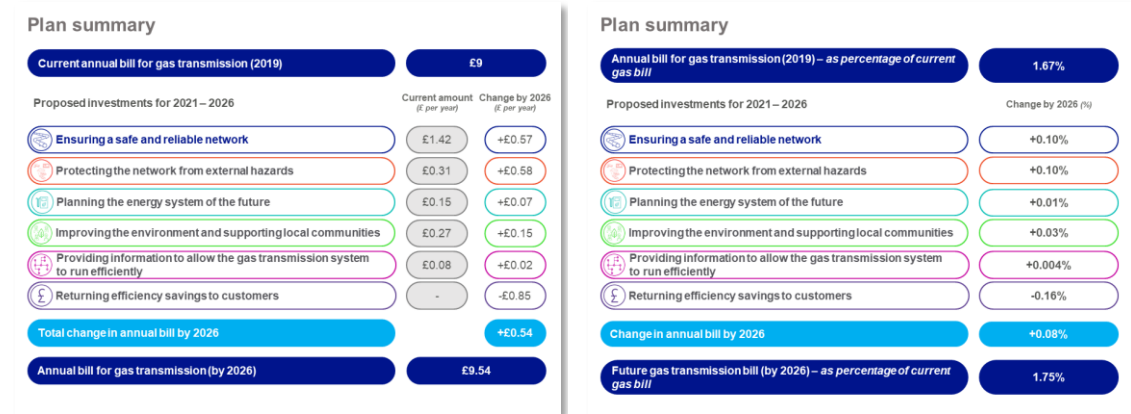 Plan summary
Current annual bill for gas transmission (2019)
£9
Proposed investments for 2021 – 2026
Current amount
(£ per year)
Change by 2026
(£ per year)
Ensuring a safe and reliable network
£1.42
+£0.57
Protecting the network from external hazards
£0.31
+£0.58
Planning the energy system of the future
£0.15
+£0.07
Improving the environment and supporting local communities
£0.27
+£0.15
Providing information to allow the gas transmission system
to run efficiently
£0.08
+£0.02
Returning efficiency savings to customers
-
-£0.85
Total change in annual bill by 2026
+£0.54
Annual bill for gas transmission (by 2026)
£9.54
Plan summary
Annual bill for gas transmission (2019) – as percentage of current
gas bill
1.67%
Proposed investments for 2021 – 2026
Change by 2026 (%)
Ensuring a safe and reliable network
+0.10%
Protecting the network from external hazards
+0.10%
Planning the energy system of the future
+0.01%
Improving the environment and supporting local communities
+0.03%
Providing information to allow the gas transmission system
to run efficiently
+0.004%
£
Returning efficiency savings to customers
-0.16%
Change in annual bill by 2026
+0.08%
Future gas transmission bill (by 2026) – as percentage of current
gas bill
1.75%